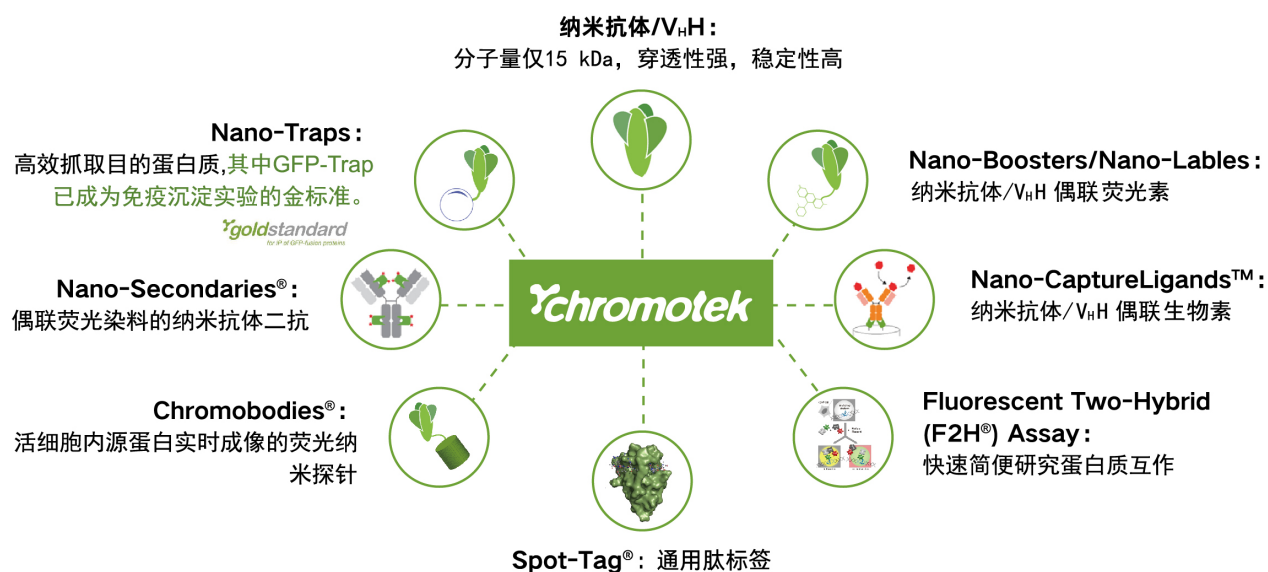 纳米抗体/VHH：
分子量仅15 kDa，穿透性强，稳定性高
Nano-Traps：
高效抓取目的蛋白质,其中GFP-Trap
已成为免疫沉淀实验的金标准。
goldstandard
for IP of GFP-fusion proteins
Nano-Boosters/Nano-Lables：
纳米抗体/VHH 偶联荧光素
Nano-Secondaries®：
偶联荧光染料的纳米抗体二抗
chromotek
Nano-CaptureLigands™：
纳米抗体/VHH 偶联生物素
Chromobodies®：
活细胞内源蛋白实时成像的荧光纳
米探针
Fluorescent Two-Hybrid
(F2H®) Assay：
快速简便研究蛋白质互作
Spot-Tag®：通用肽标签